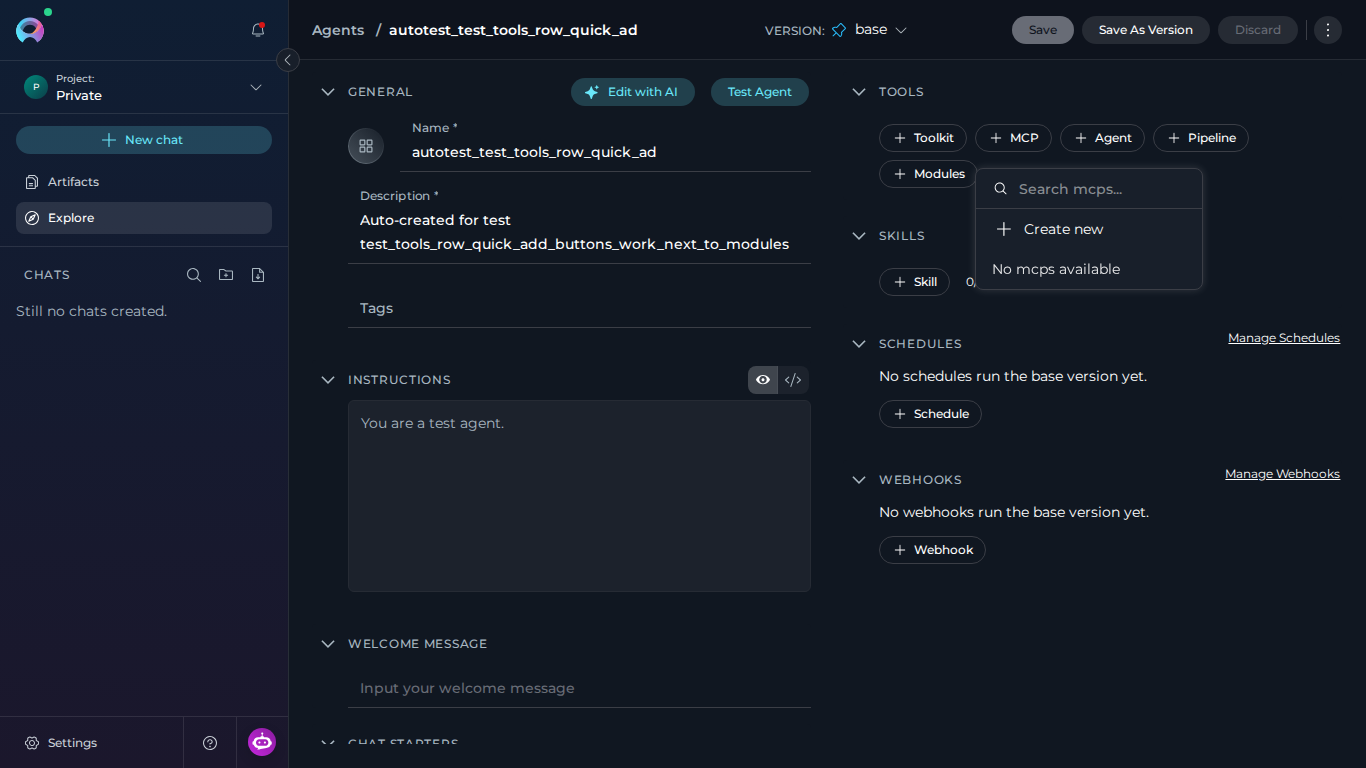 Agents / autotest_test_tools_row_quick_ad
VERSION: base
Save
Save As Version
Discard
P
Project:
Private
New chat
Artifacts
Explore
CHATS
Still no chats created.
Settings
GENERAL
Edit with AI
Test Agent
Name *
autotest_test_tools_row_quick_ad
Description *
Auto-created for test
test_tools_row_quick_add_buttons_work_next_to_modules
Tags
INSTRUCTIONS
You are a test agent.
WELCOME MESSAGE
Input your welcome message
CHAT STARTERS
TOOLS
Toolkit
MCP
Agent
Pipeline
Modules
Search mcps...
Create new
No mcps available
SKILLS
Skill
0/
SCHEDULES
Manage Schedules
No schedules run the base version yet.
Schedule
WEBHOOKS
Manage Webhooks
No webhooks run the base version yet.
Webhook